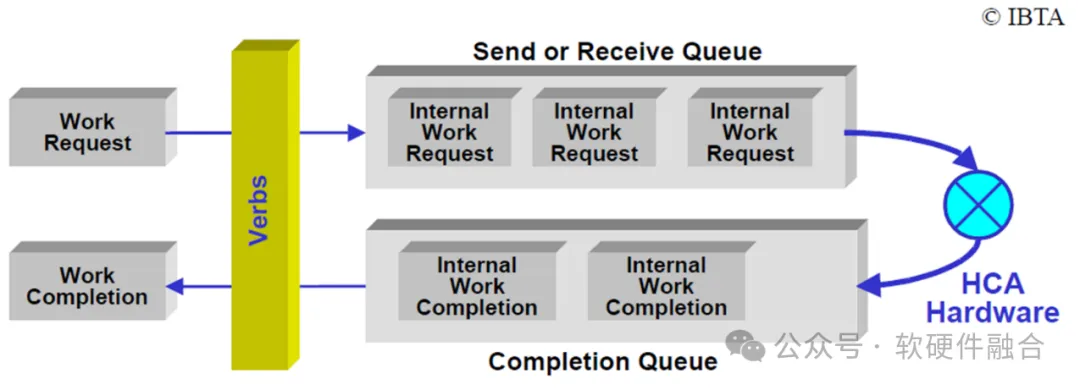 © IBTA
Send or Receive Queue
Work
Request
Verbs
Internal
Work
Request
Internal
Work
Request
Internal
Work
Request
Work
Completion
Internal
Work
Completion
Internal
Work
Completion
HCA
Hardware
Completion Queue
公众号 · 软硬件融合